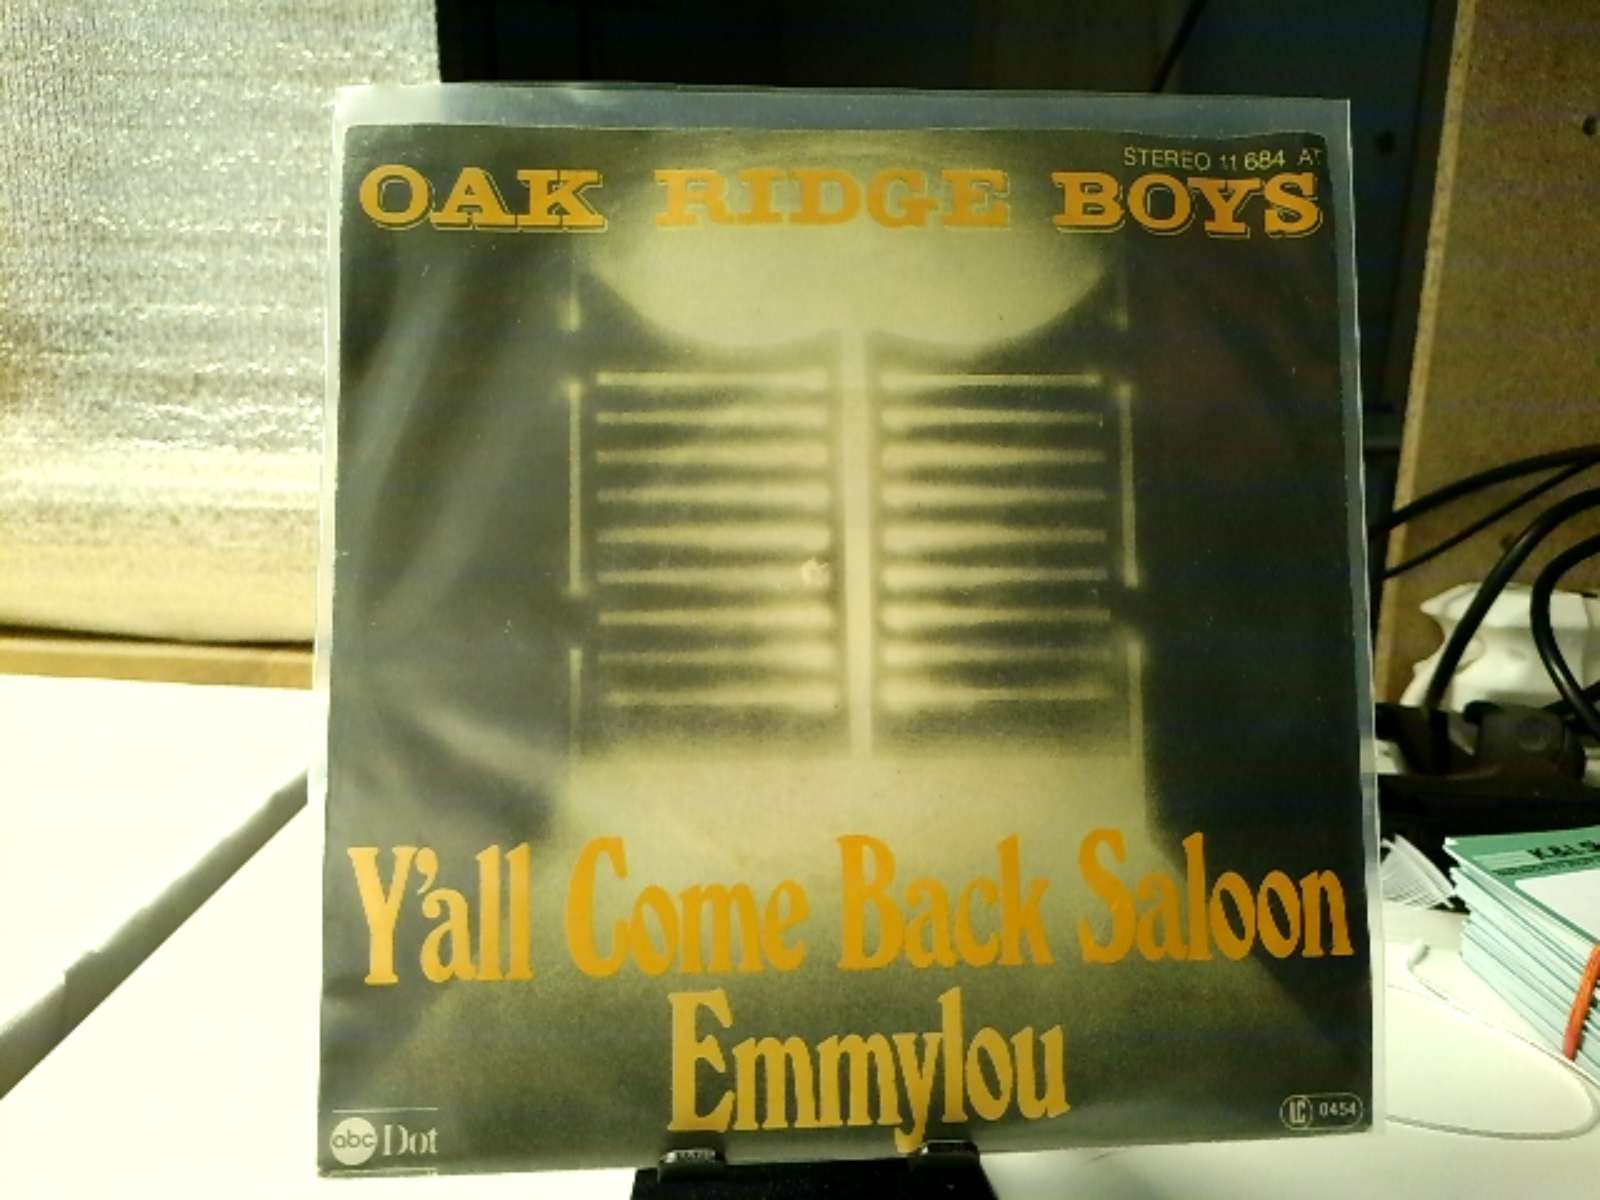 STEREO 11 684 AT
OAK RIDGE BOYS
Y'all Come Back Saloon
Emmylou
abc Dot
LC 0454